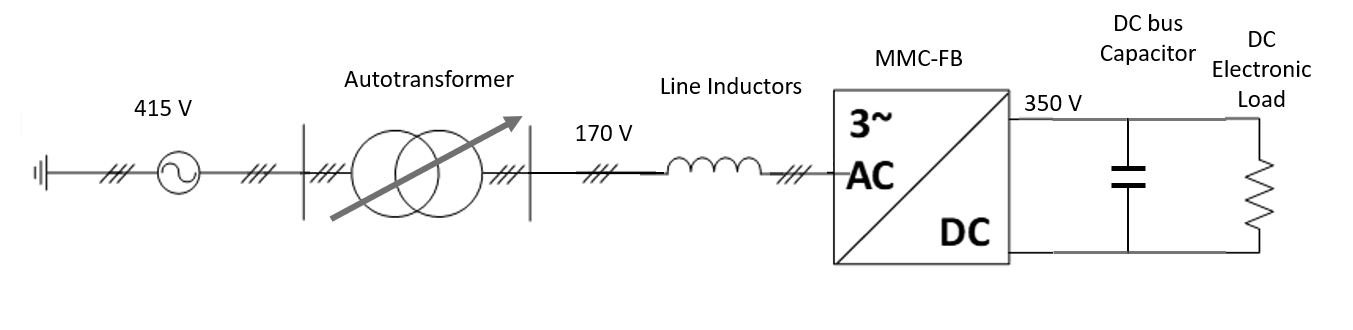 415 V
Autotransformer
170 V
Line Inductors
MMC-FB
3~
AC
DC
350 V
DC bus
Capacitor
DC
Electronic
Load